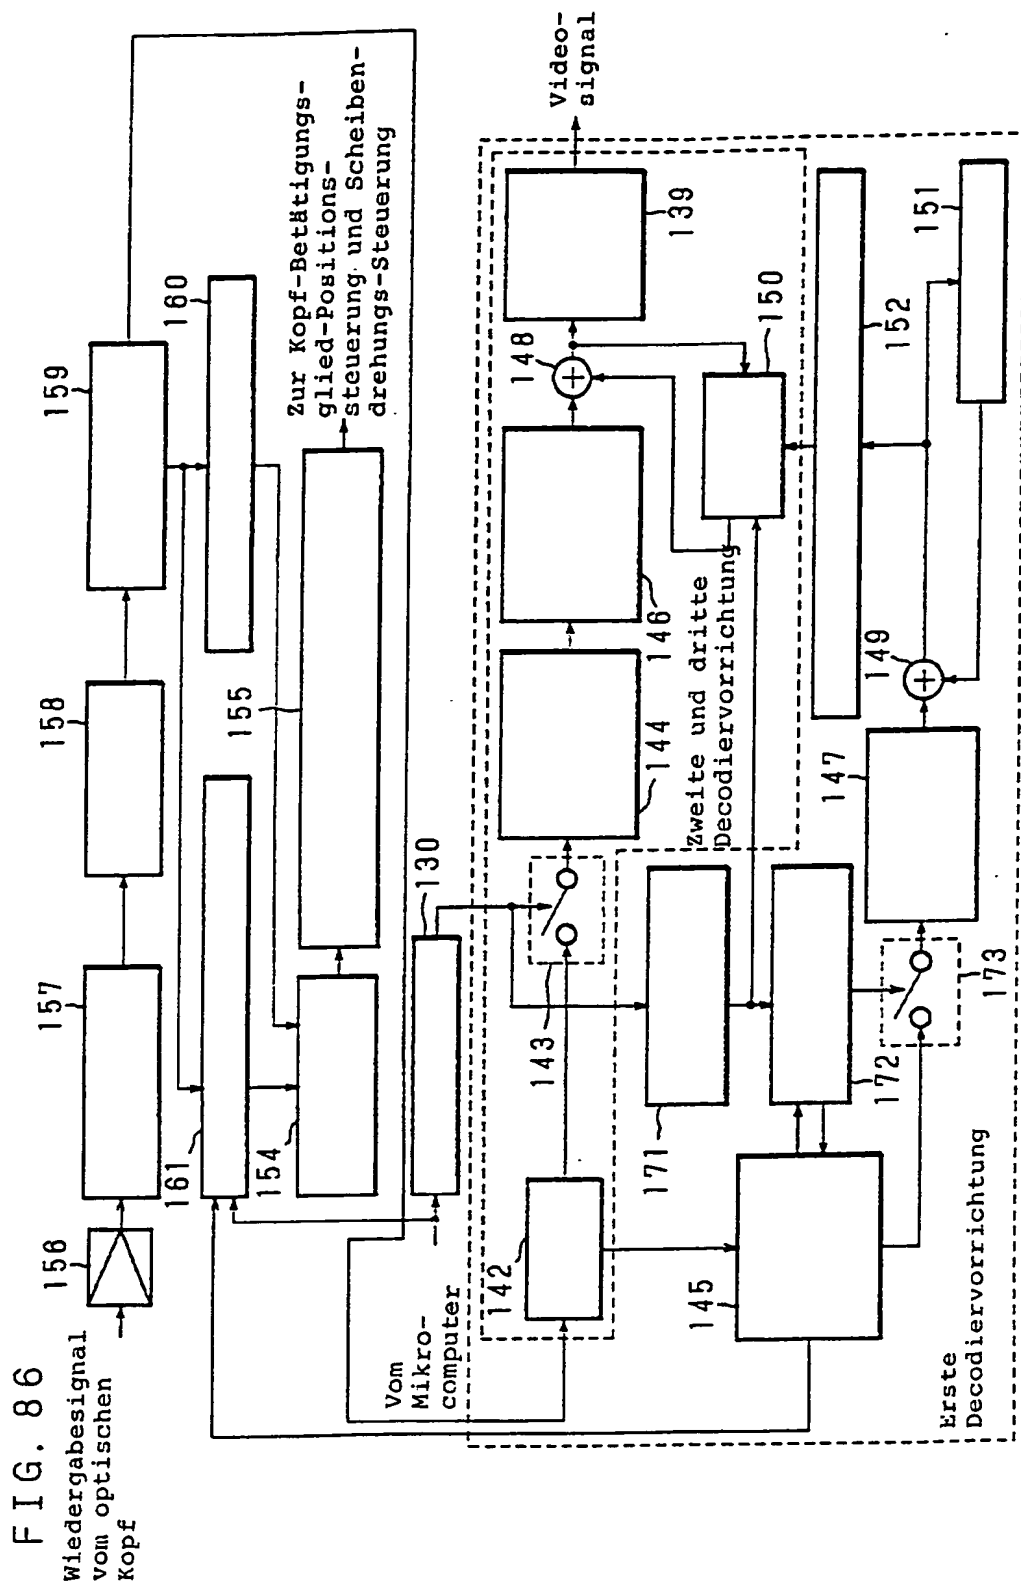 FIG. 86
Wiedergabesignal
vom optischen
Kopf
156
157
158
159
160
161
154
155
Zur Kopf-Betätigungs-
glied-Positions-
steuerung und Scheiben-
drehungs-Steuerung
Vom
Mikro-
computer
130
142
143
144
146
148
139
Video-
signal
Zweite und dritte
Decodiervorrichtung
150
171
172
145
173
147
149
152
151
Erste
Decodiervorrichtung